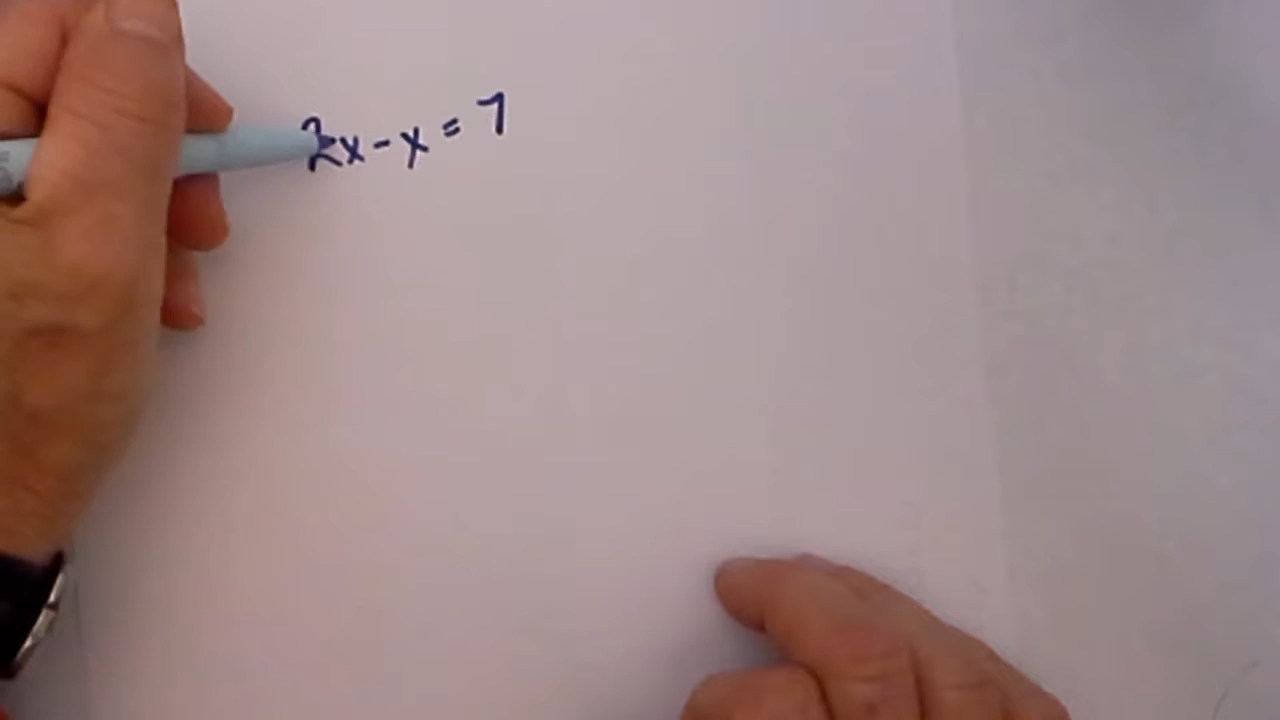 2x - x = 7